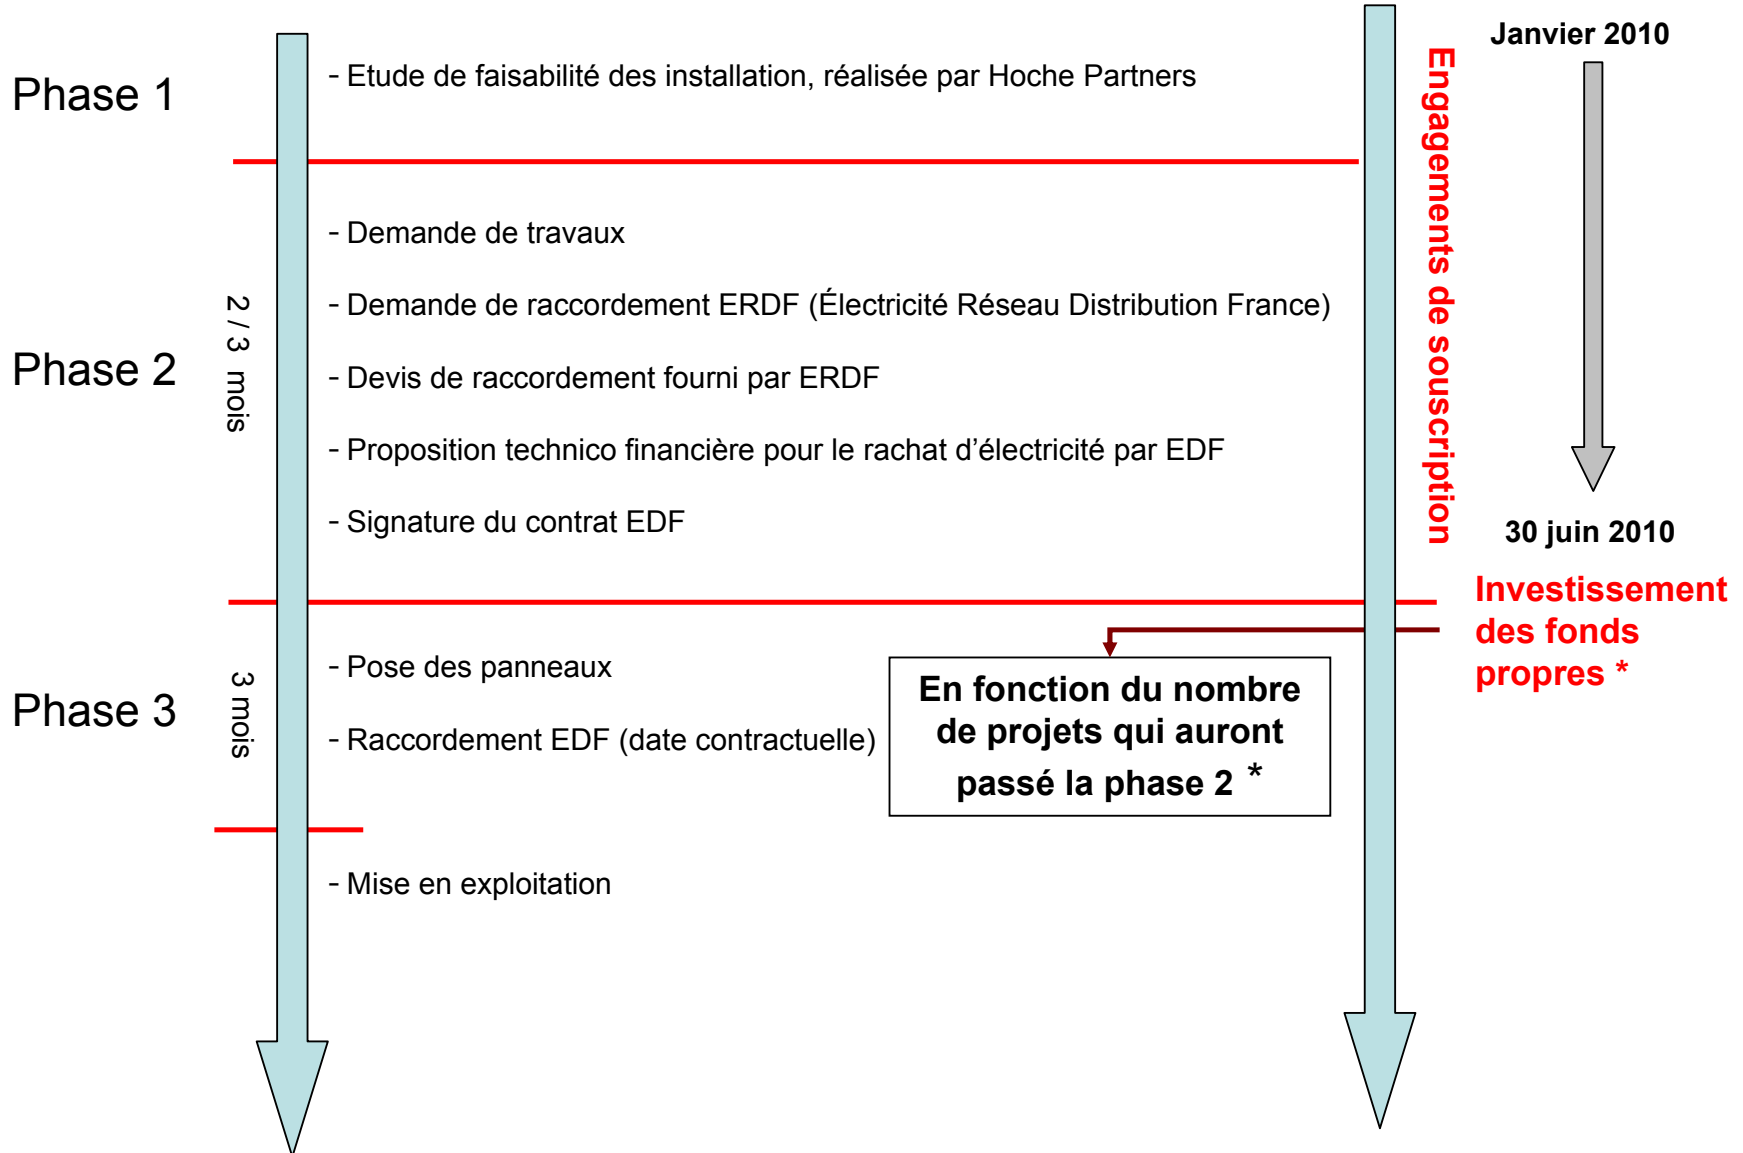 Phase 1
- Etude de faisabilité des installation, réalisée par Hoche Partners
Phase 2
2 / 3 mois
- Demande de travaux
- Demande de raccordement ERDF (Électricité Réseau Distribution France)
- Devis de raccordement fourni par ERDF
- Proposition technico financière pour le rachat d’électricité par EDF
- Signature du contrat EDF
Phase 3
3 mois
- Pose des panneaux
- Raccordement EDF (date contractuelle)
- Mise en exploitation
En fonction du nombre
de projets qui auront
passé la phase 2 *
Engagements de souscription
Janvier 2010
30 juin 2010
Investissement
des fonds
propres *